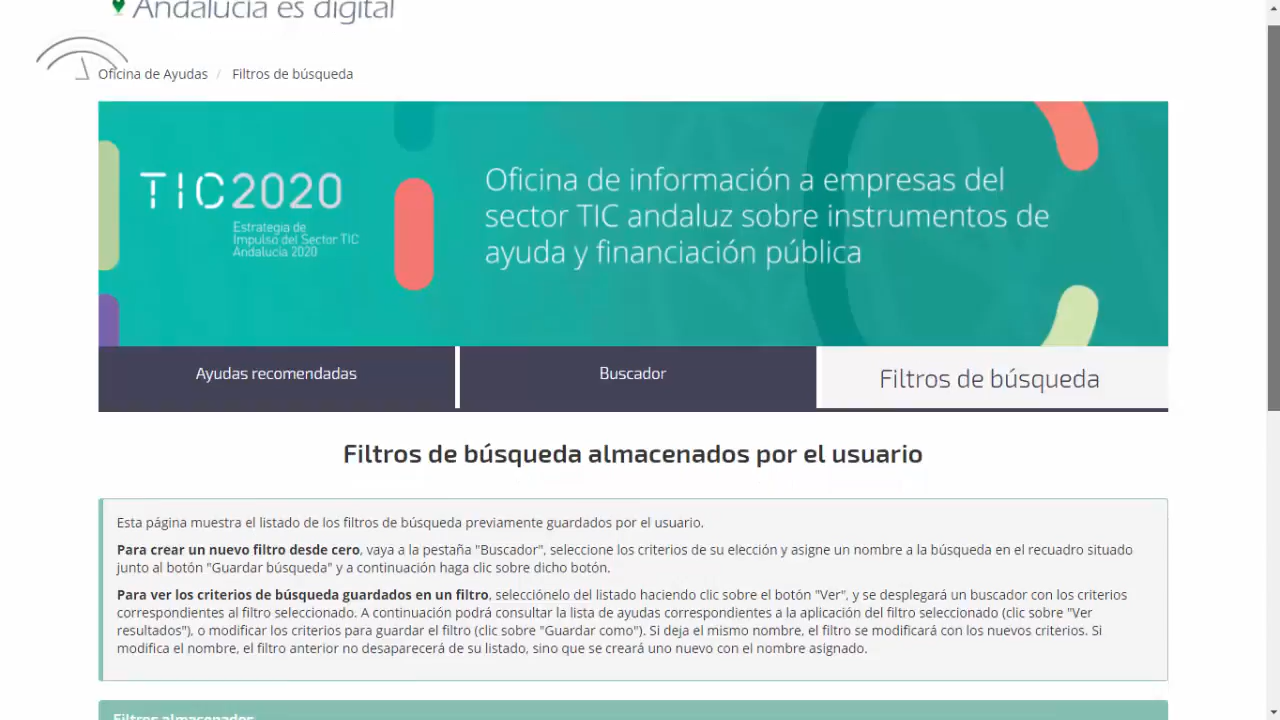 Andalucía es digital
Oficina de Ayudas / Filtros de búsqueda
TIC2020
Estrategia de
Impulso del Sector TIC
Andalucía 2020
Oficina de información a empresas del
sector TIC andaluz sobre instrumentos de
ayuda y financiación pública
Ayudas recomendadas
Buscador
Filtros de búsqueda
Filtros de búsqueda almacenados por el usuario
Esta página muestra el listado de los filtros de búsqueda previamente guardados por el usuario.
Para crear un nuevo filtro desde cero, vaya a la pestaña "Buscador", seleccione los criterios de su elección y asigne un nombre a la búsqueda en el recuadro situado
junto al botón "Guardar búsqueda" y a continuación haga clic sobre dicho botón.
Para ver los criterios de búsqueda guardados en un filtro, selecciónelo del listado haciendo clic sobre el botón "Ver", y se desplegará un buscador con los criterios
correspondientes al filtro seleccionado. A continuación podrá consultar la lista de ayudas correspondientes a la aplicación del filtro seleccionado (clic sobre "Ver
resultados"), o modificar los criterios para guardar el filtro (clic sobre "Guardar como"). Si deja el mismo nombre, el filtro se modificará con los nuevos criterios. Si
modifica el nombre, el filtro anterior no desaparecerá de su listado, sino que se creará uno nuevo con el nombre asignado.
Filtros almacenados